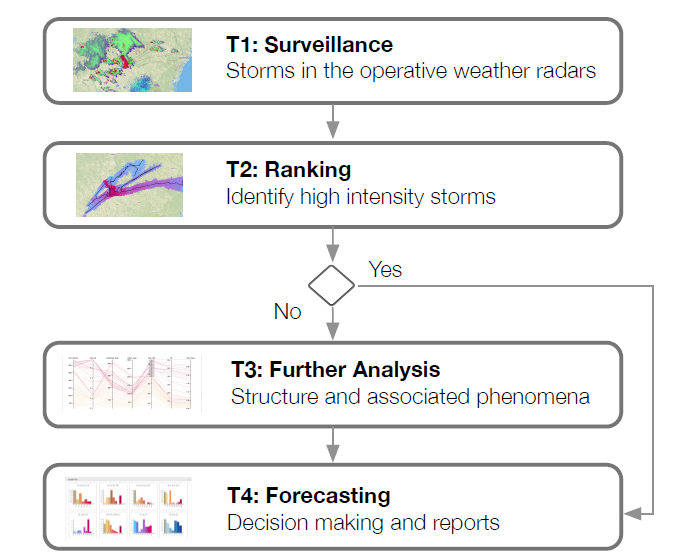 T1: Surveillance
Storms in the operative weather radars
T2: Ranking
Identify high intensity storms
Yes
No
T3: Further Analysis
Structure and associated phenomena
T4: Forecasting
Decision making and reports